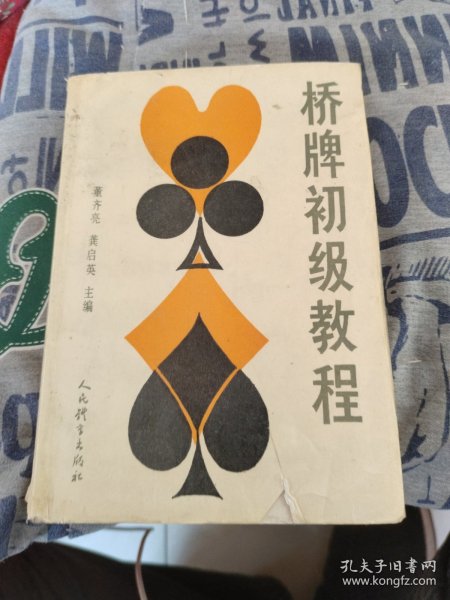 桥牌初级教程
董齐亮 龚启英 主编
人民体育出版社
孔夫子旧书网
www.kongfz.com